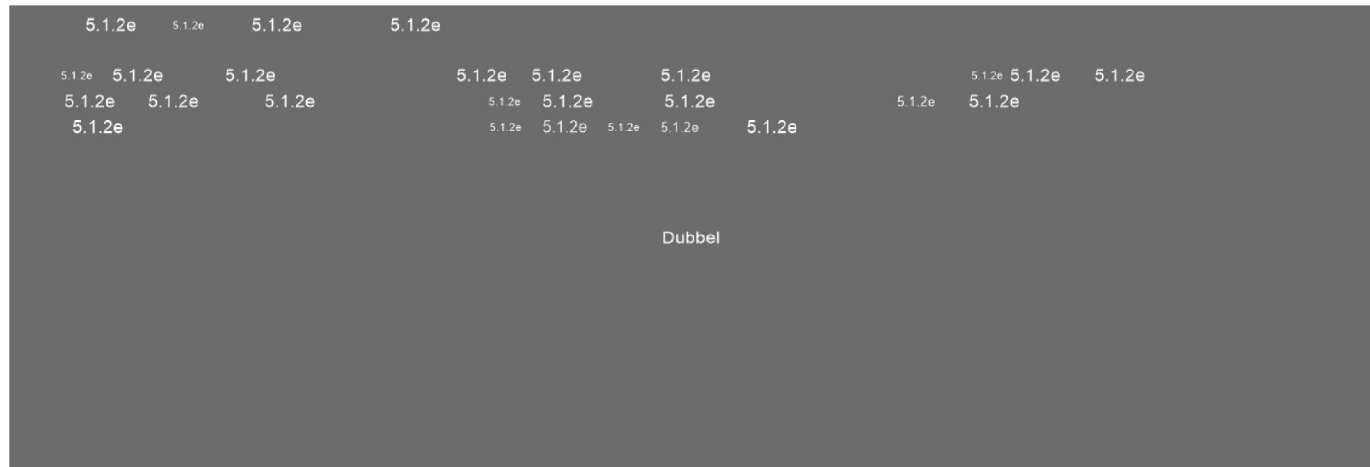 5.1.2e 5.1.2e 5.1.2e 5.1.2e
5.1.2e 5.1.2e 5.1.2e 5.1.2e 5.1.2e 5.1.2e 5.1.2e 5.1.2e 5.1.2e
5.1.2e 5.1.2e 5.1.2e 5.1.2e 5.1.2e 5.1.2e 5.1.2e 5.1.2e
5.1.2e 5.1.2e 5.1.2e 5.1.2e 5.1.2e 5.1.2e
Dubbel